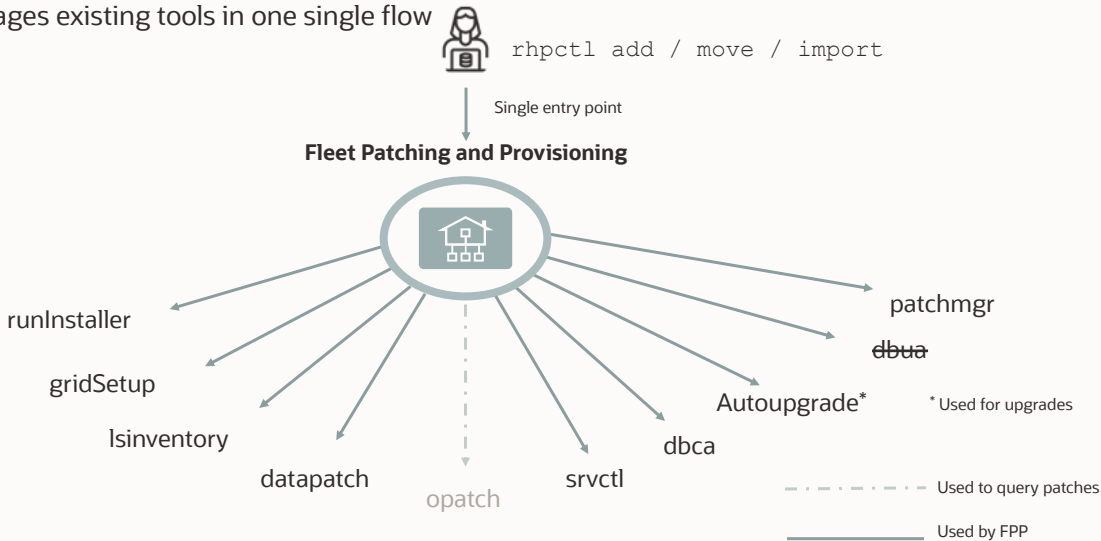 ages existing tools in one single flow
rhpctl add / move / import
Single entry point
Fleet Patching and Provisioning
runInstaller
gridSetup
lsinventory
datapatch
opatch
srvctl
dbca
Autoupgrade*
dbua
patchmgr
* Used for upgrades
Used to query patches
Used by FPP